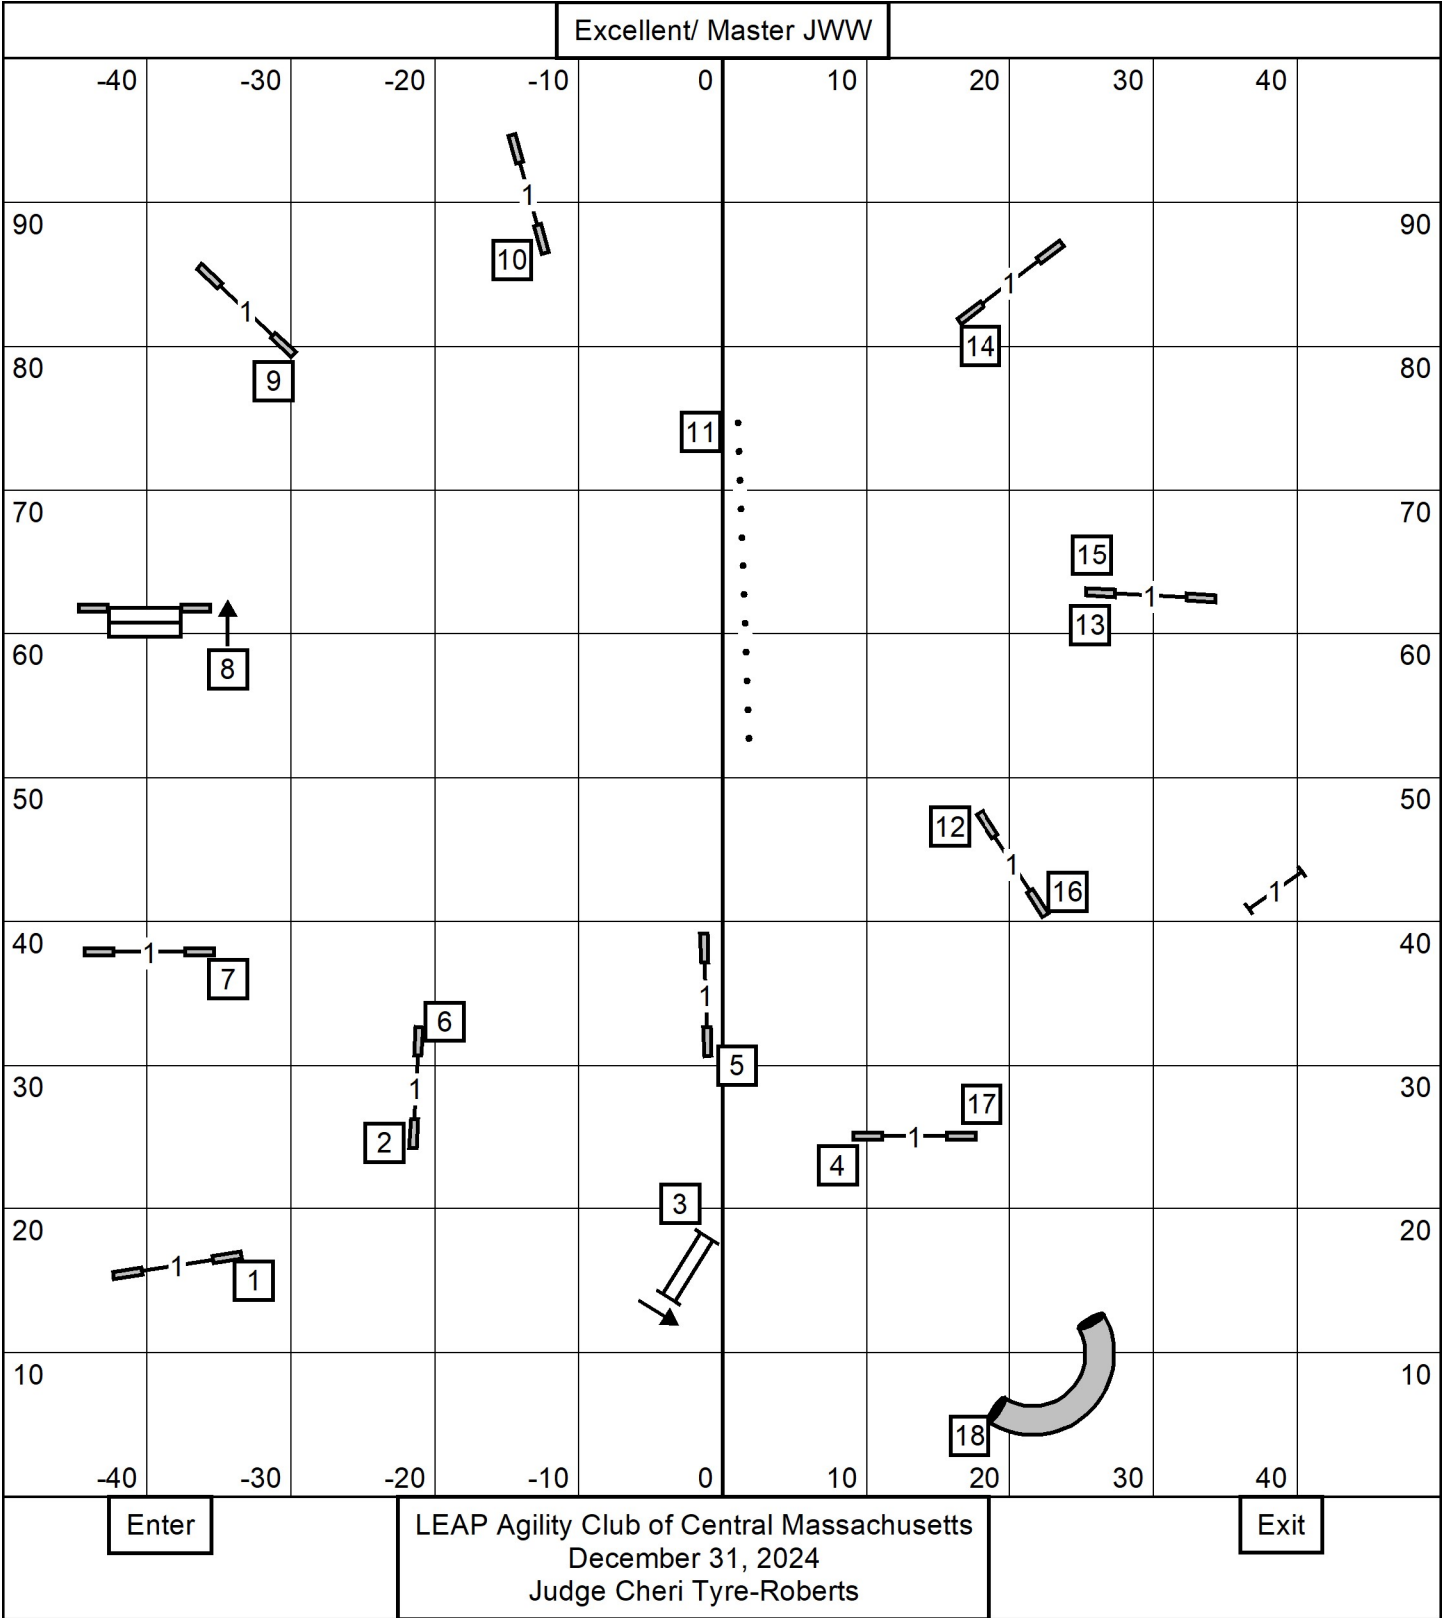 Excellent/ Master JWW
-40 -30 -20 -10 0 10 20 30 40
1
90 10 90
1 1
80 9 14 80
11
70 70
15
1
13
60 8 60
50 12 50
1 16 1
40 1 7 1 40
6
30 1 5 17 30
2 4 1
3
20 20
1 1
10 10
18
-40 -30 -20 -10 0 10 20 30 40
Enter
LEAP Agility Club of Central Massachusetts
December 31, 2024
Judge Cheri Tyre-Roberts
Exit